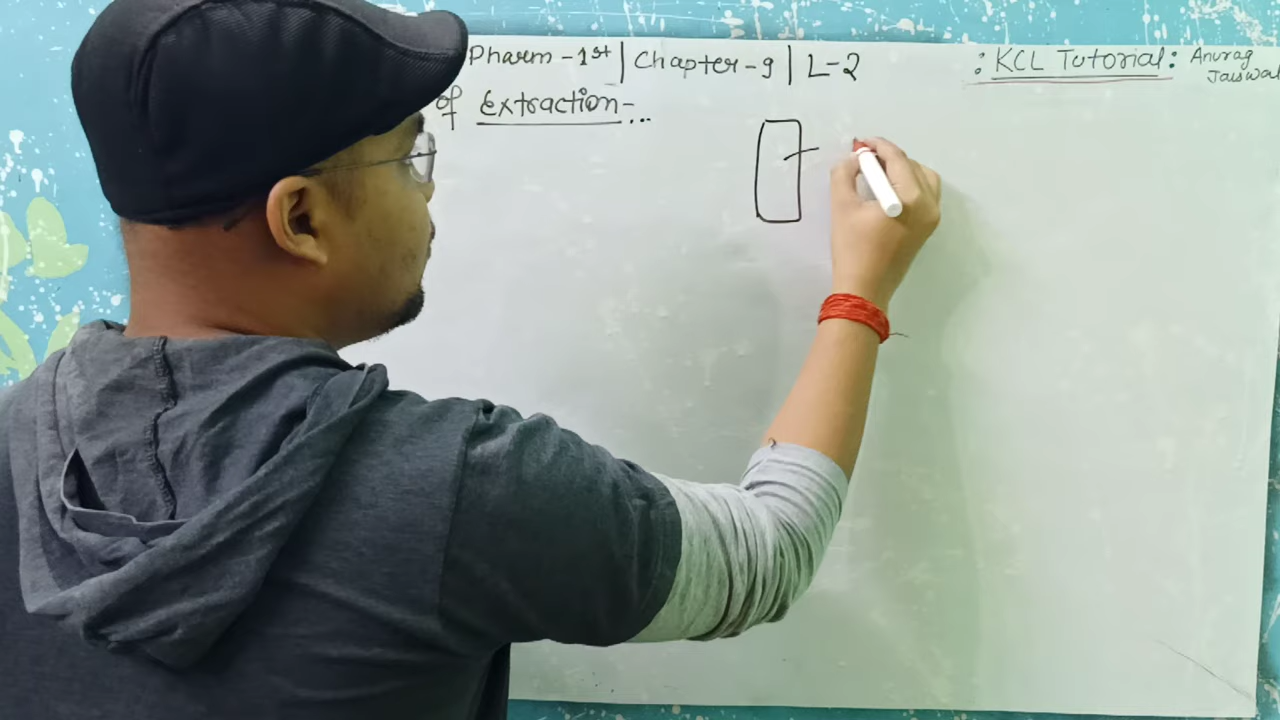 Pharm -1st | Chapter-9 | L-2
: KCL Tutorial : Anurag
Jaiswal
of Extraction-...